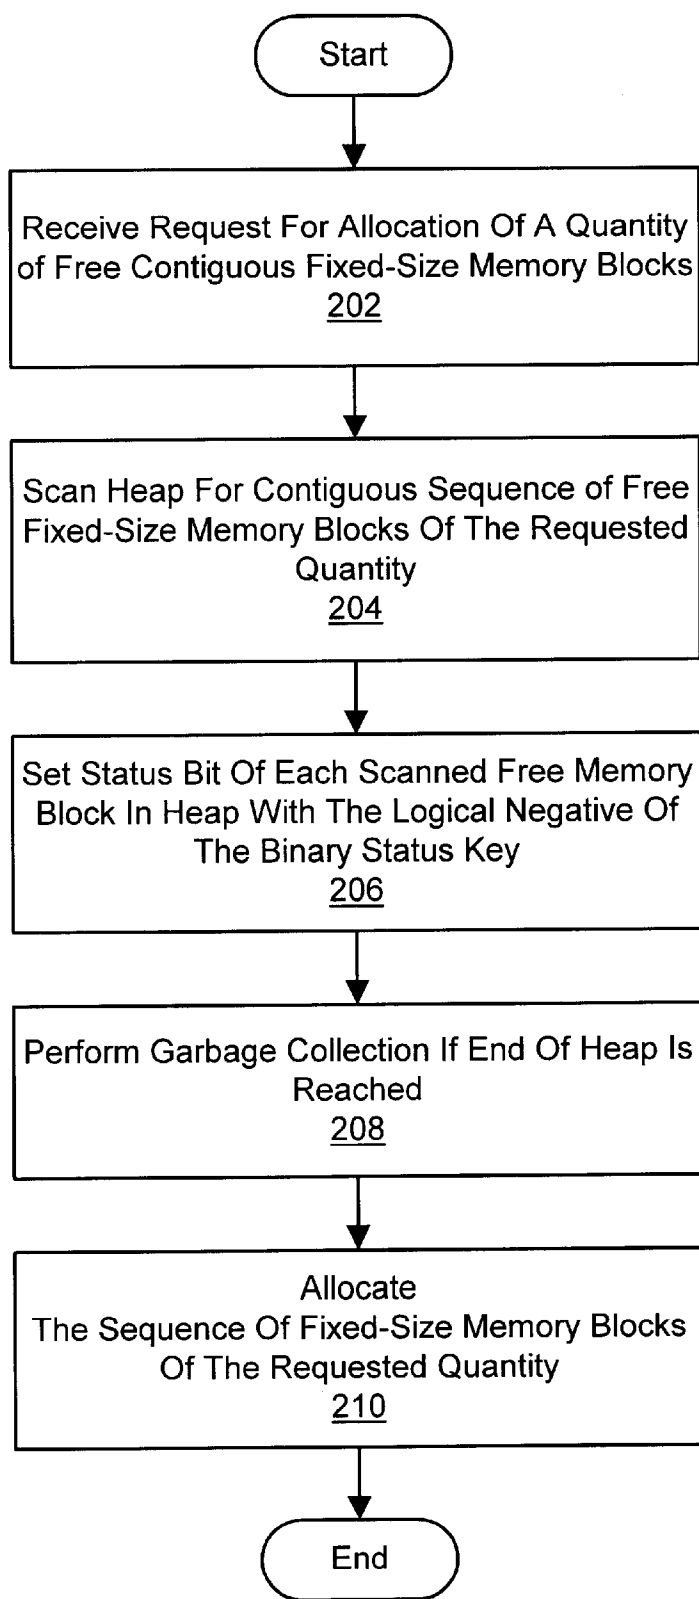 Start
Receive Request For Allocation Of A Quantity
of Free Contiguous Fixed-Size Memory Blocks
202
Scan Heap For Contiguous Sequence of Free
Fixed-Size Memory Blocks Of The Requested
Quantity
204
Set Status Bit Of Each Scanned Free Memory
Block In Heap With The Logical Negative Of
The Binary Status Key
206
Perform Garbage Collection If End Of Heap Is
Reached
208
Allocate
The Sequence Of Fixed-Size Memory Blocks
Of The Requested Quantity
210
End